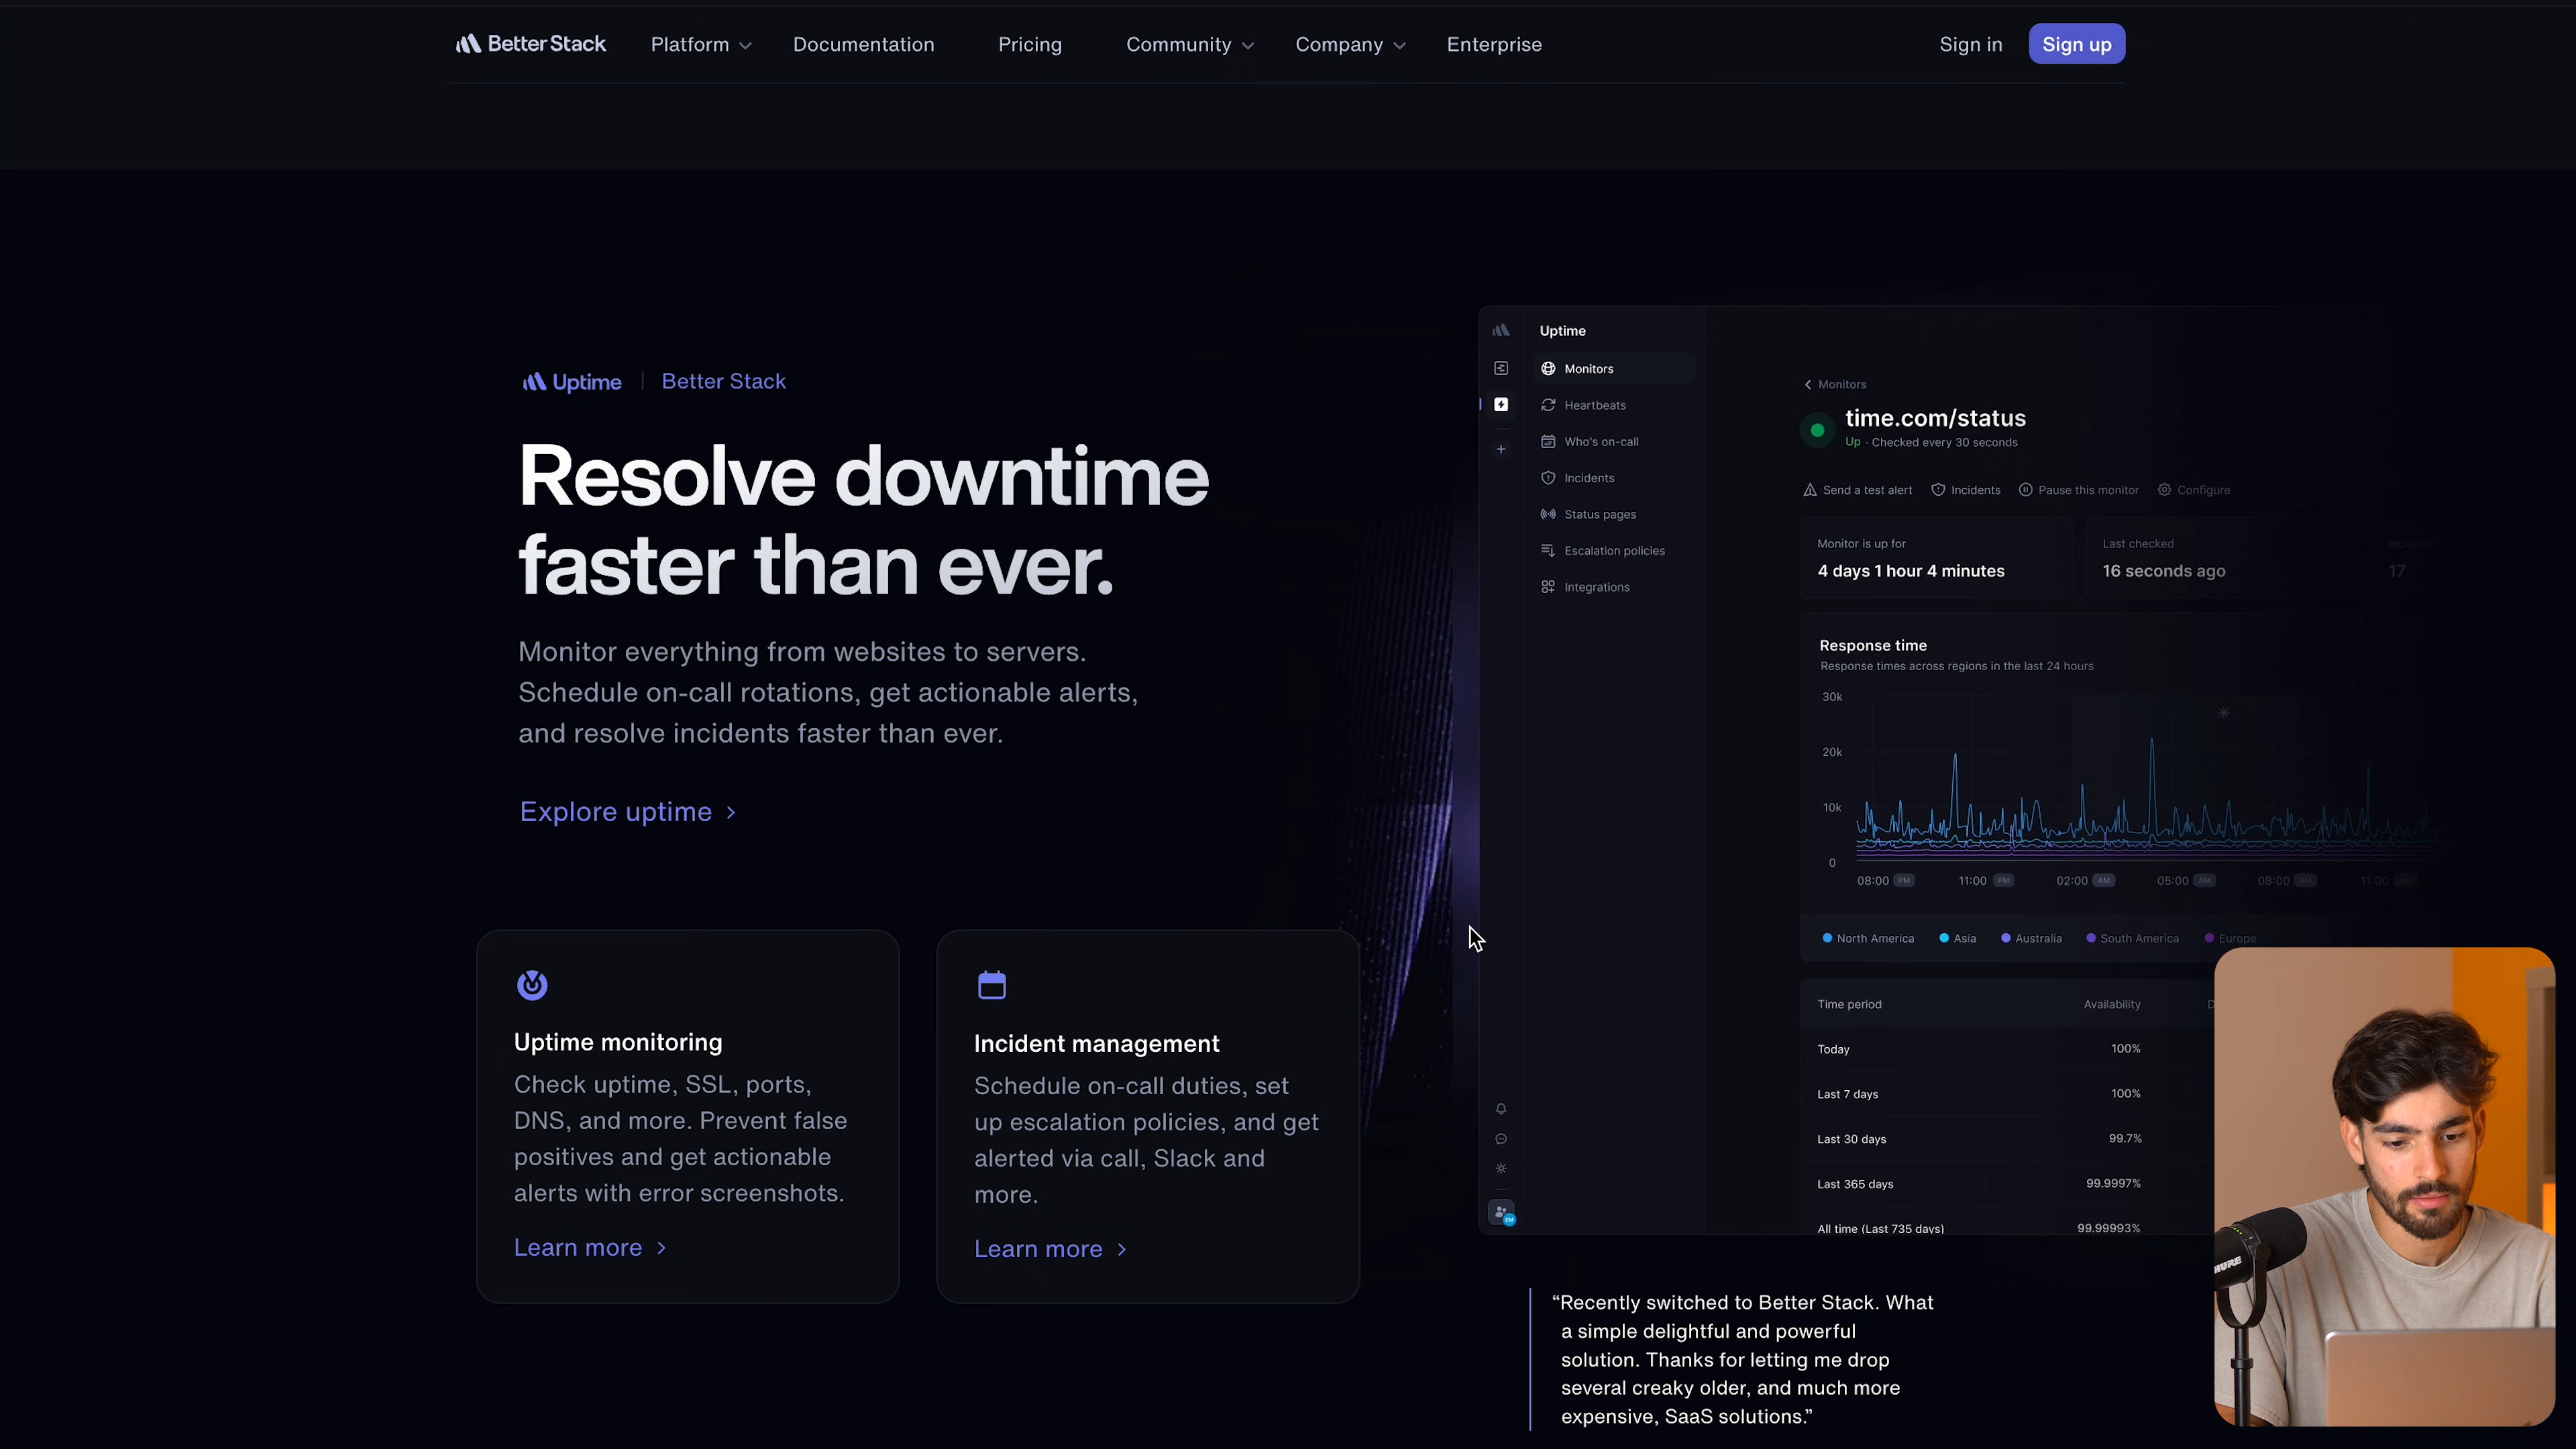 Better Stack
Platform
Documentation
Pricing
Community
Company
Enterprise
Sign in
Sign up
Uptime
Better Stack
Resolve downtime
faster than ever.
Monitor everything from websites to servers.
Schedule on-call rotations, get actionable alerts,
and resolve incidents faster than ever.
Explore uptime
Uptime monitoring
Check uptime, SSL, ports,
DNS, and more. Prevent false
positives and get actionable
alerts with error screenshots.
Learn more
Incident management
Schedule on-call duties, set
up escalation policies, and get
alerted via call, Slack and
more.
Learn more
Uptime
Monitors
Heartbeats
Who's on-call
Incidents
Status pages
Escalation policies
Integrations
Monitors
time.com/status
Up · Checked every 30 seconds
Send a test alert
Incidents
Pause this monitor
Configure
Monitor is up for
4 days 1 hour 4 minutes
Last checked
16 seconds ago
Incidents
17
Response time
Response times across regions in the last 24 hours
30k
20k
10k
0
08:00 PM
11:00 PM
02:00 AM
05:00 AM
08:00 AM
11:00
North America
Asia
Australia
South America
Europe
Time period
Availability
D
Today
100%
Last 7 days
100%
Last 30 days
99.7%
Last 365 days
99.9997%
All time (Last 735 days)
99.99993%
“Recently switched to Better Stack. What
a simple delightful and powerful
solution. Thanks for letting me drop
several creaky older, and much more
expensive, SaaS solutions.”
SHURE